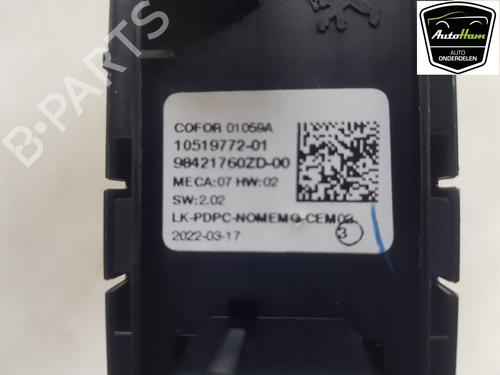 AutoHam
AUTO
ONDERDELEN
COFOR 01059A
10519772-01
98421760ZD-00
MECA:07 HW:02
SW:2.02
LK-PDPC-NOMEMO-CEM02
3
2022-03-17